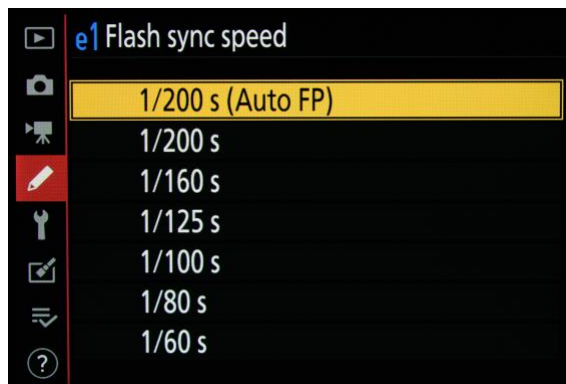 e1 Flash sync speed
1/200 s (Auto FP)
1/200 s
1/160 s
1/125 s
1/100 s
1/80 s
1/60 s
?